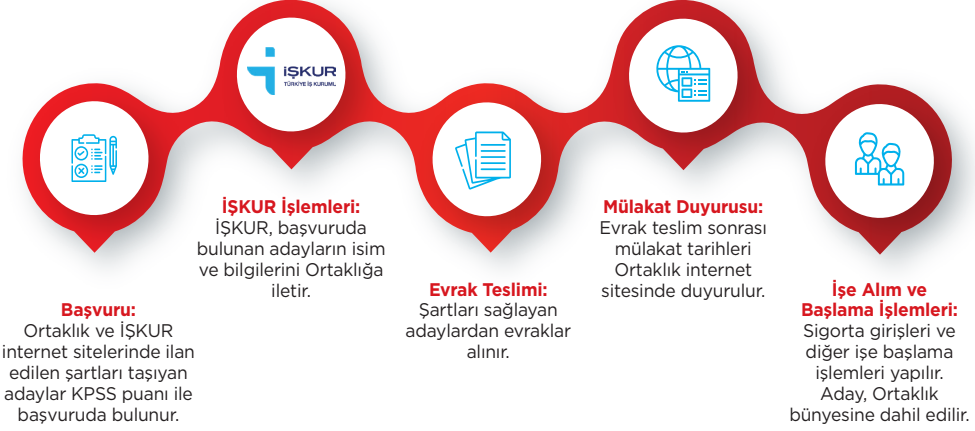 İŞKUR
TÜRKİYE İŞ KURUMU
Başvuru:
Ortaklık ve İŞKUR
internet sitelerinde ilan
edilen şartları taşıyan
adaylar KPSS puanı ile
başvuruda bulunur.
İŞKUR İşlemleri:
İŞKUR, başvuruda
bulunan adayların isim
ve bilgilerini Ortaklığa
iletir.
Evrak Teslimi:
Şartları sağlayan
adaylardan evraklar
alınır.
Mülakat Duyurusu:
Evrak teslim sonrası
mülakat tarihleri
Ortaklık internet
sitesinde duyurulur.
İşe Alım ve
Başlama İşlemleri:
Sigorta girişleri ve
diğer işe başlama
işlemleri yapılır.
Aday, Ortaklık
bünyesine dahil edilir.